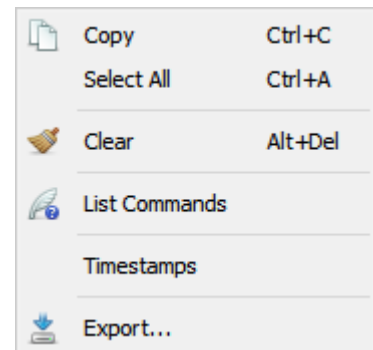 Copy Ctrl+C
Select All Ctrl+A
Clear Alt+Del
List Commands
Timestamps
Export...